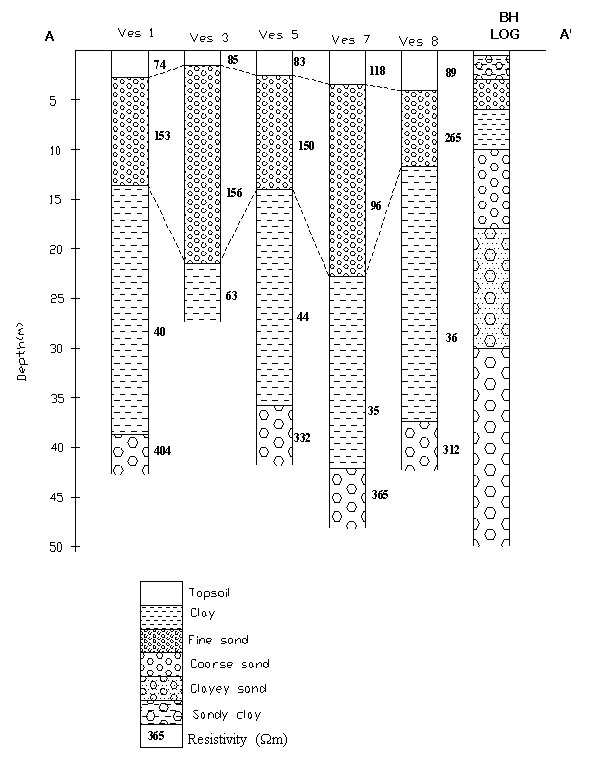 BH
A Ves 1 Ves 3 Ves 5 Ves 7 Ves 8 LOG A'
74 85 83 118 89
5
153 265
10 150
15
156 96
20
25
63
40 44
30 36
35
35
332
40
404 312
365
45
50
Depth(M)
Topsoil
Clay
Fine sand
Coarse sand
Clayey sand
Sandy clay
365 Resistivity (Ωm)